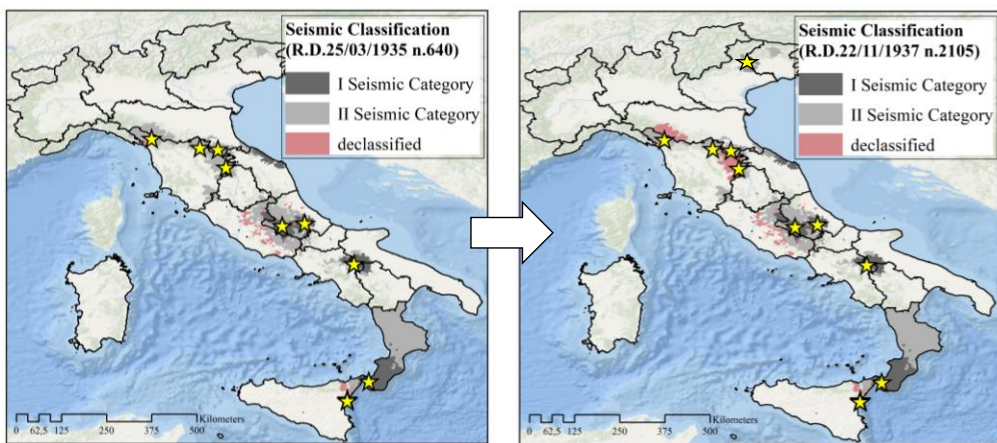 Seismic Classification
(R.D.25/03/1935 n.640)
I Seismic Category
II Seismic Category
declassified
Kilometers
0 62,5 125 250 375 500
Seismic Classification
(R.D.22/11/1937 n.2105)
I Seismic Category
II Seismic Category
declassified
Kilometers
0 62,5 125 250 375 500